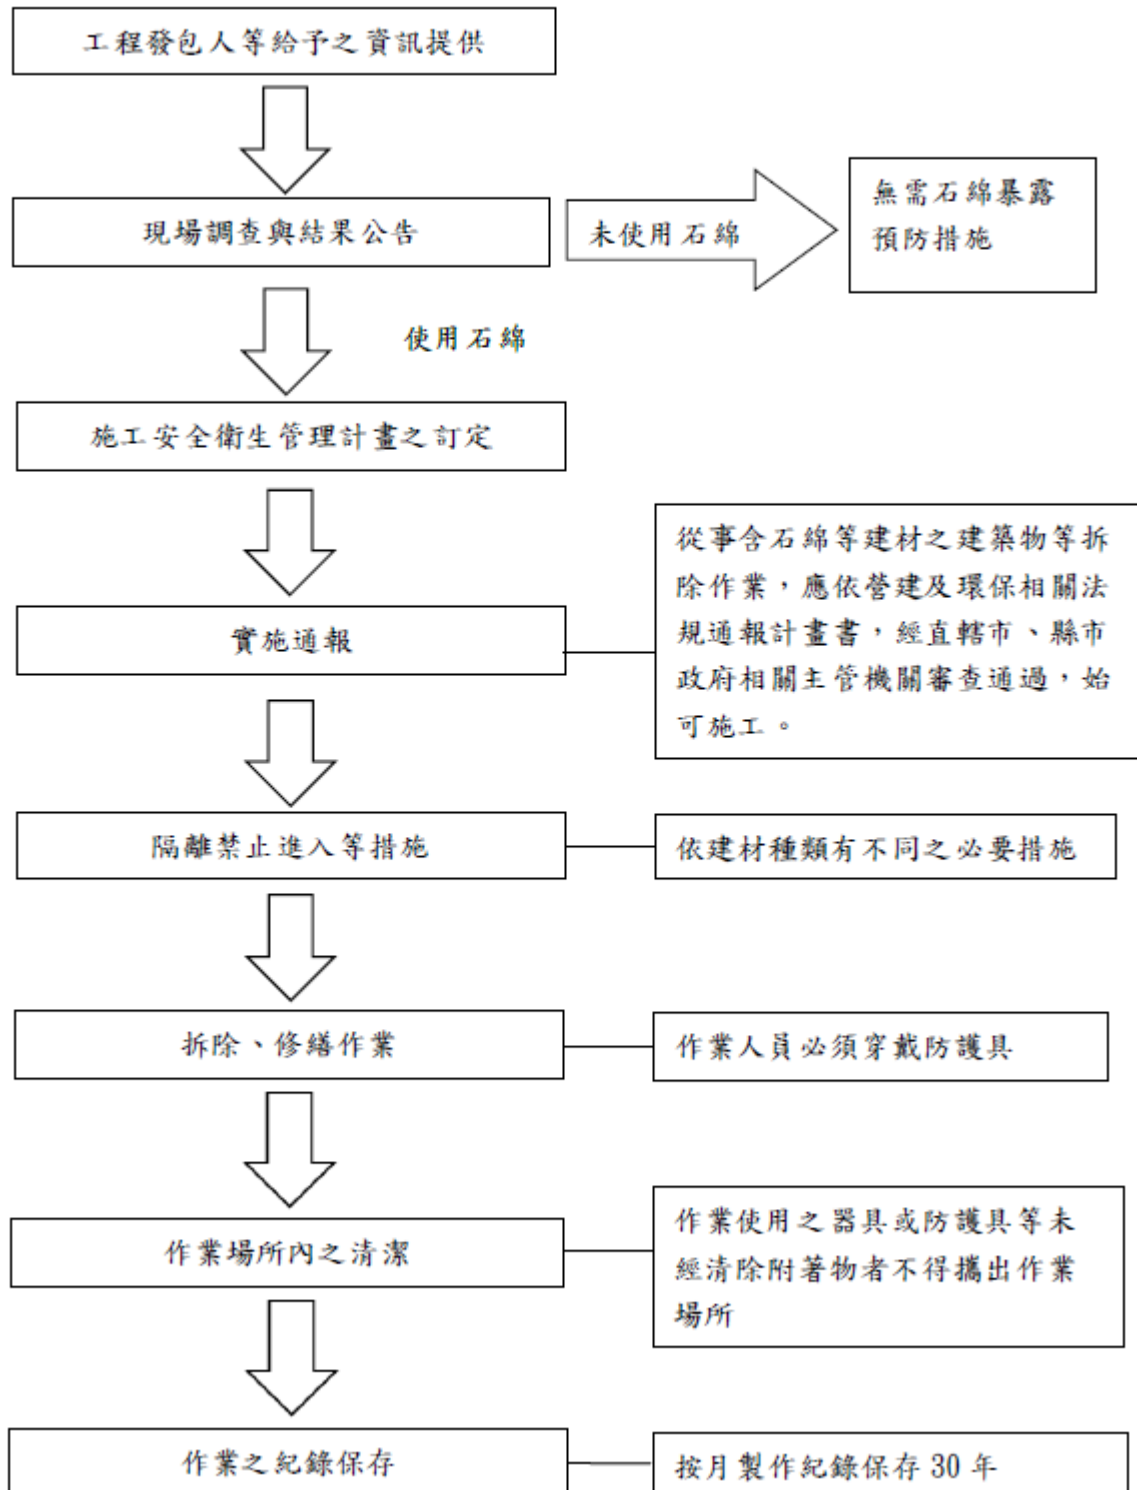 工程發包人等給予之資訊提供
現場調查與結果公告
未使用石綿
無需石綿暴露
預防措施
使用石綿
施工安全衛生管理計畫之訂定
實施通報
從事含石綿等建材之建築物等拆
除作業，應依營建及環保相關法
規通報計畫書，經直轄市、縣市
政府相關主管機關審查通過，始
可施工。
隔離禁止進入等措施
依建材種類有不同之必要措施
拆除、修繕作業
作業人員必須穿戴防護具
作業場所內之清潔
作業使用之器具或防護具等未
經清除附著物者不得攜出作業
場所
作業之紀錄保存
按月製作紀錄保存 30 年